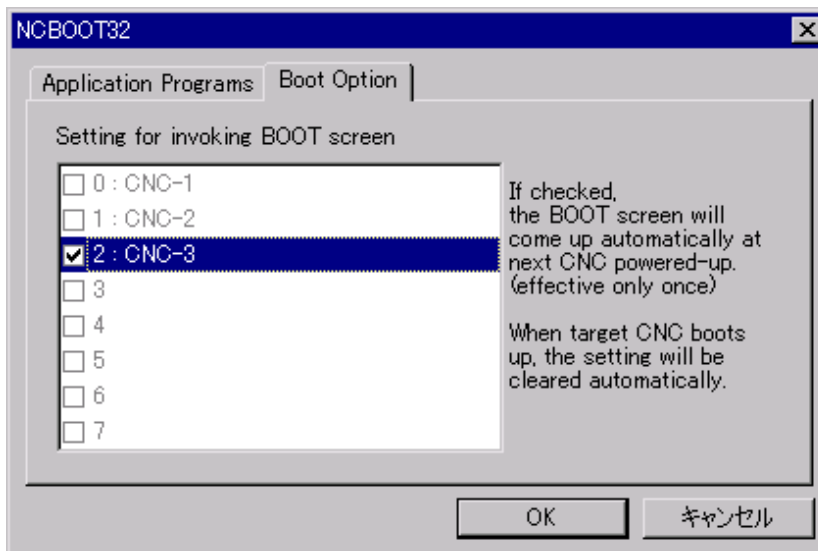 NCBOOT32
Application Programs
Boot Option
Setting for invoking BOOT screen
0 : CNC-1
1 : CNC-2
2 : CNC-3
3
4
5
6
7
If checked,
the BOOT screen will
come up automatically at
next CNC powered-up.
(effective only once)
When target CNC boots
up, the setting will be
cleared automatically.
OK
キャンセル